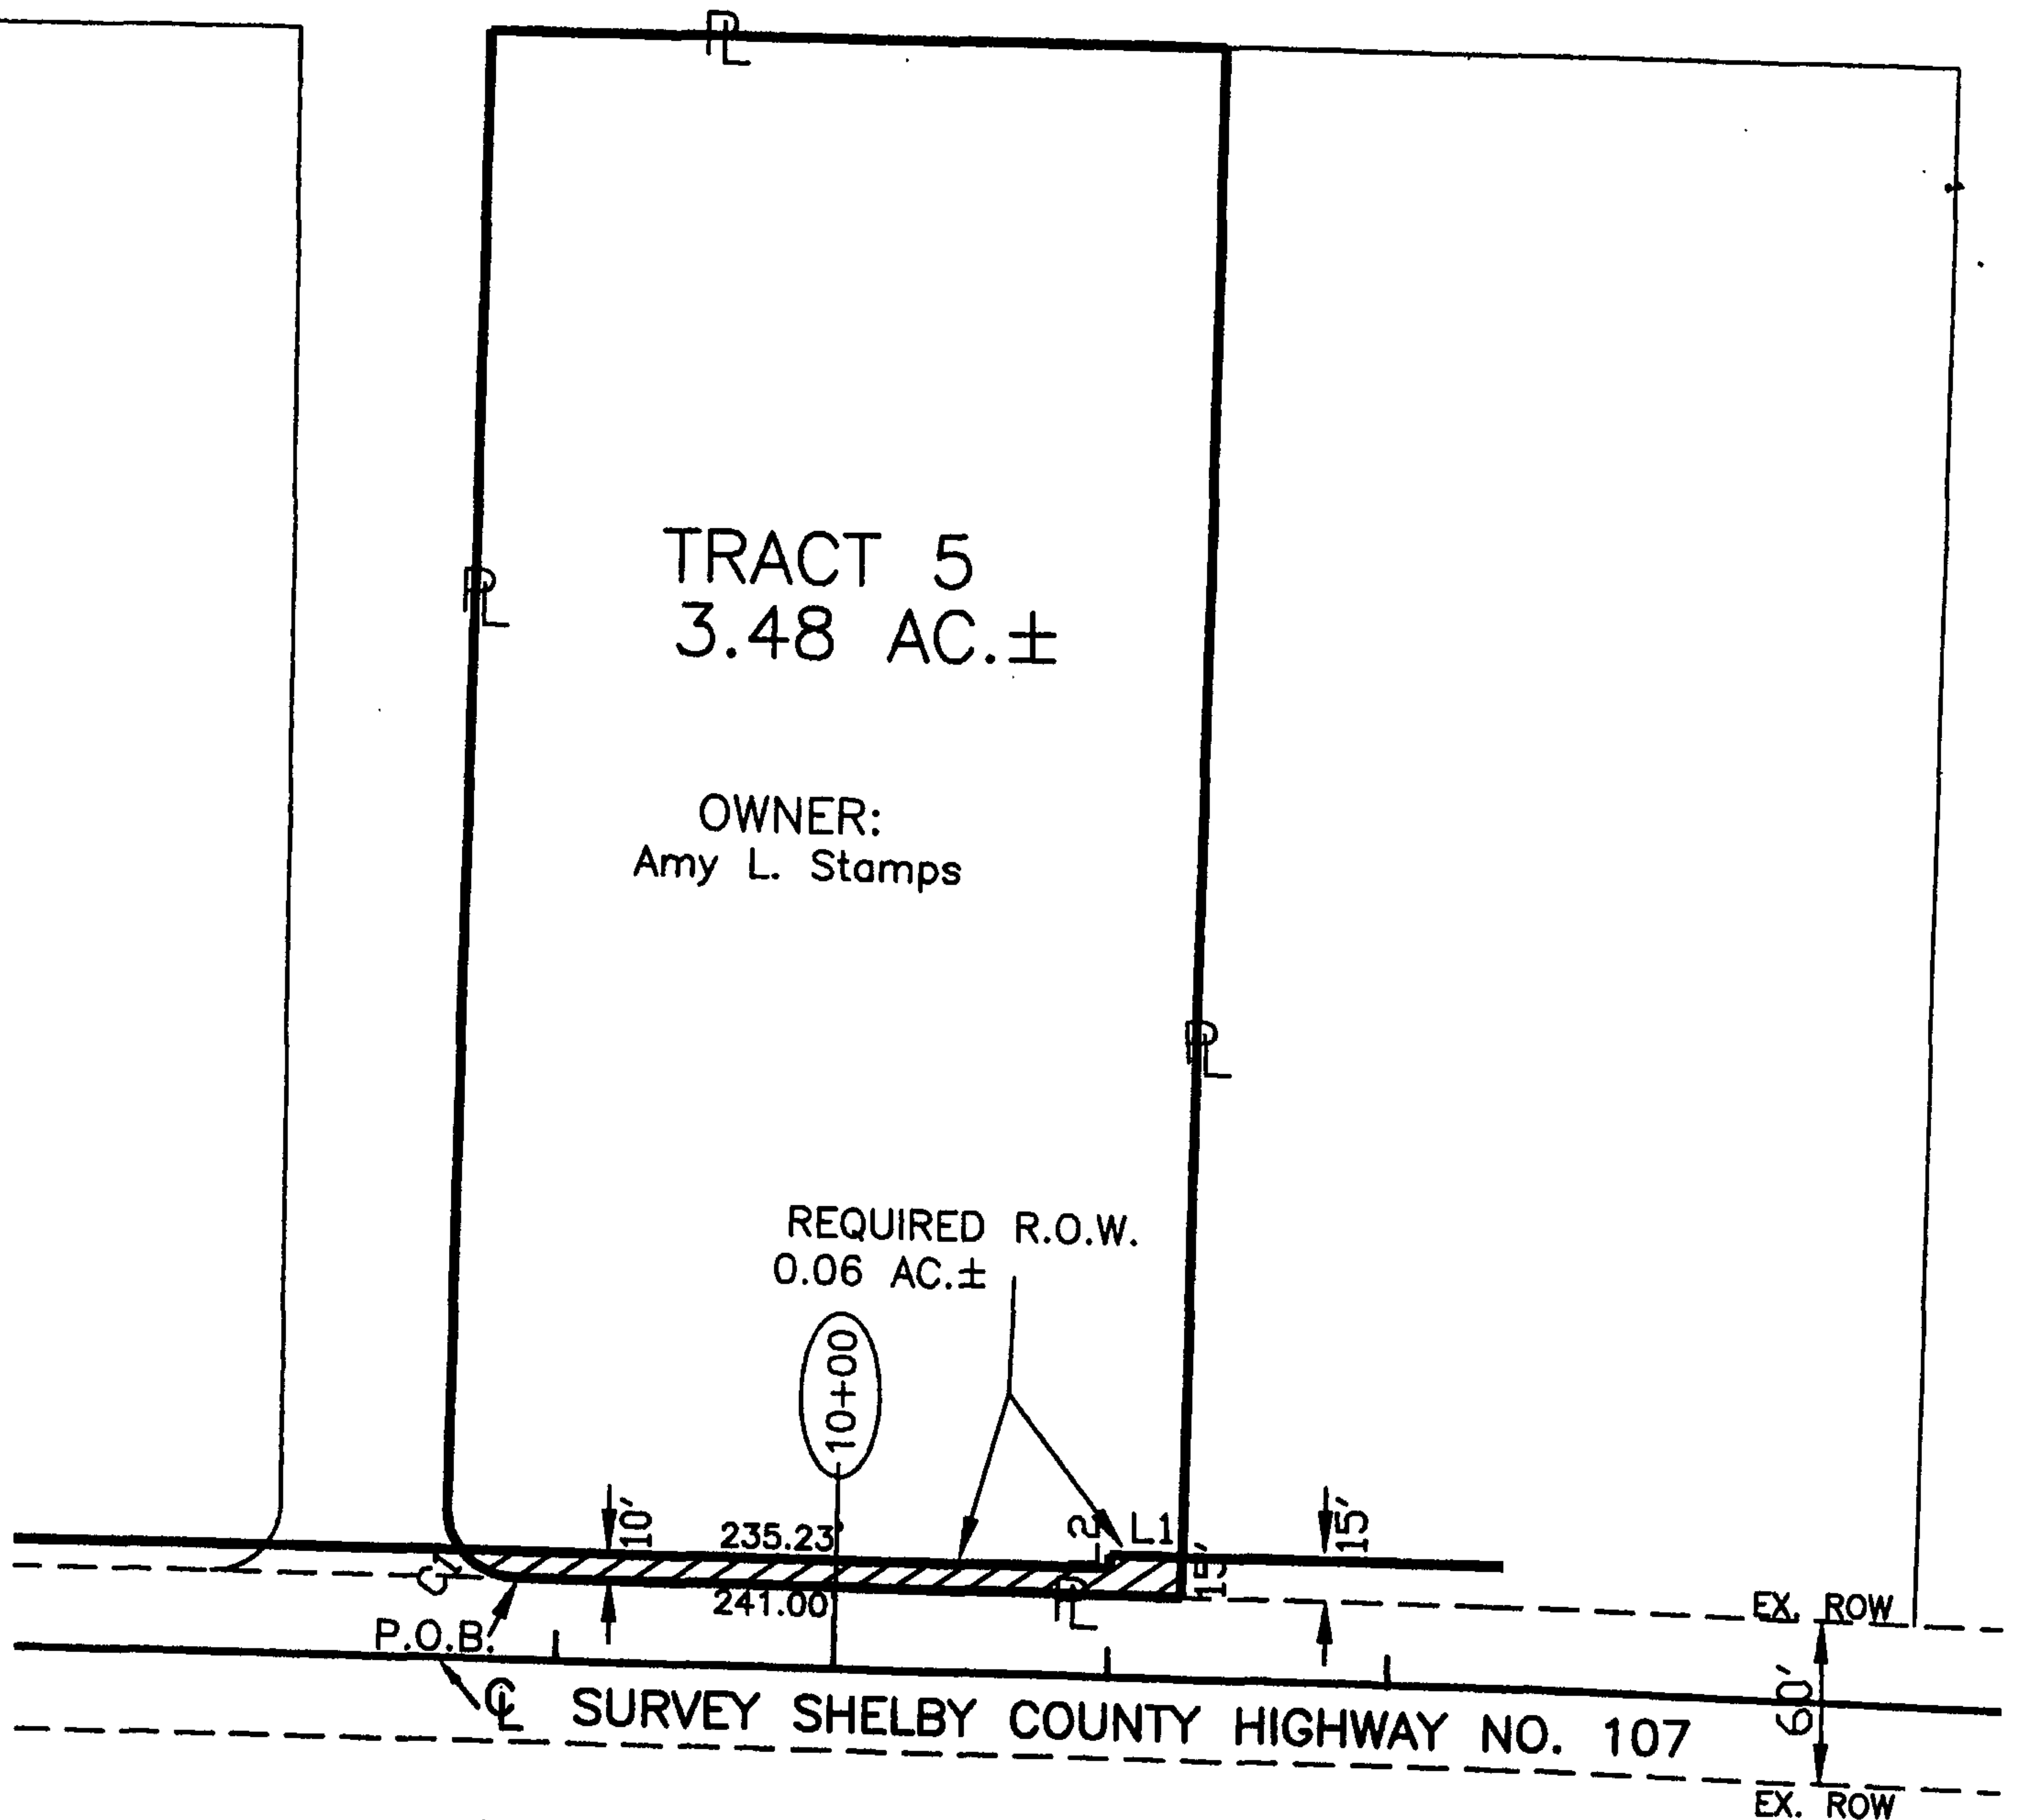 PL
TRACT 5
3.48 AC.±
PL
OWNER:
Amy L. Stamps
PL
REQUIRED R.O.W.
0.06 AC.±
10+00
10'
235.23'
L2
L1
15'
15'
C1
241.00'
PL
P.O.B.
EX. ROW
60'
CL SURVEY SHELBY COUNTY HIGHWAY NO. 107
EX. ROW